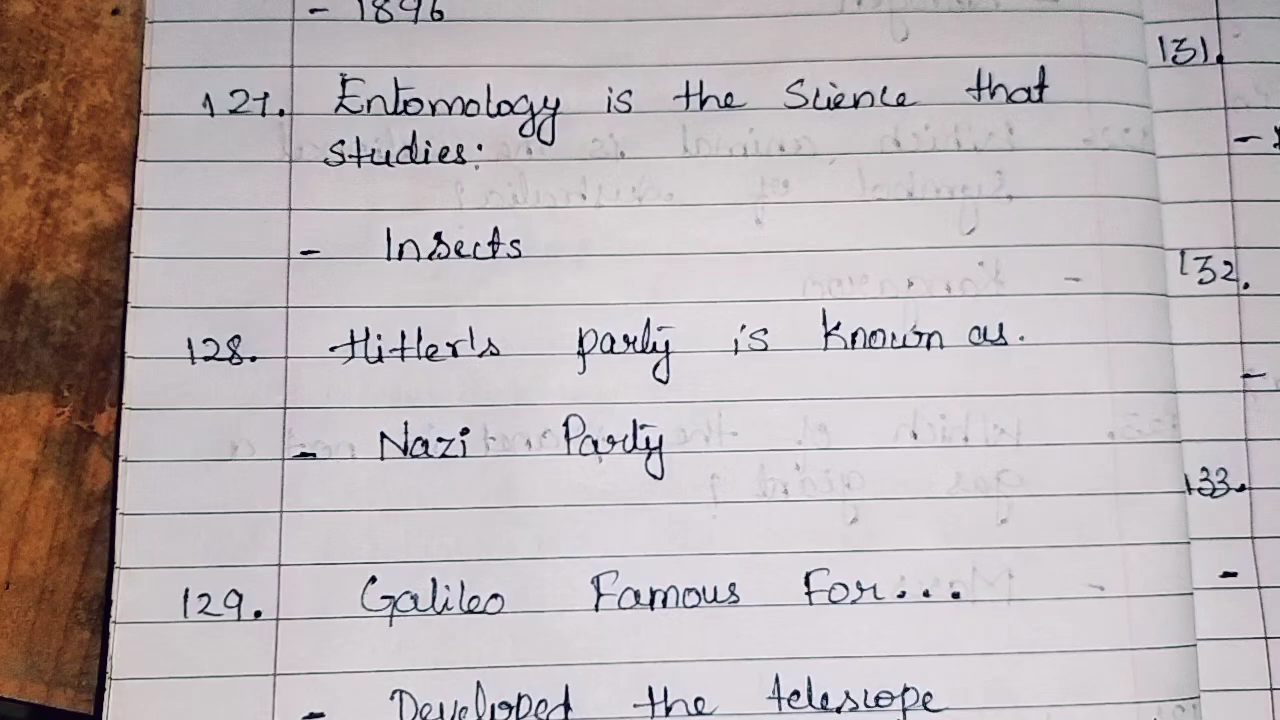 - 1896
127. Entomology is the Science that
studies:
- Insects
128. Hitler's party is known as.
- Nazi Party
129. Galileo Famous For...
- Developed the telescope
131.
-
132.
-
133.
-